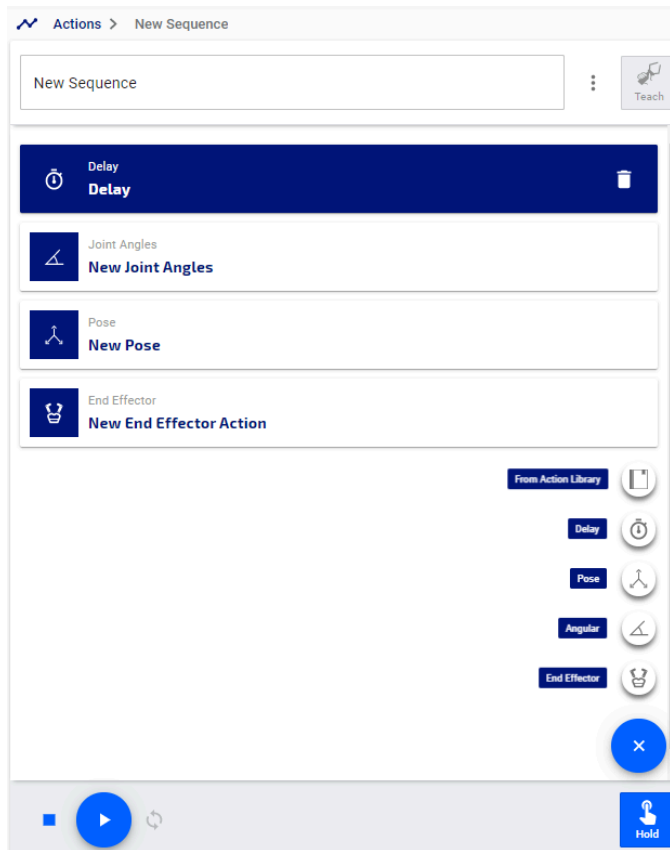 Actions > New Sequence
New Sequence
Teach
Delay
Delay
Joint Angles
New Joint Angles
Pose
New Pose
End Effector
New End Effector Action
From Action Library
Delay
Pose
Angular
End Effector
Hold